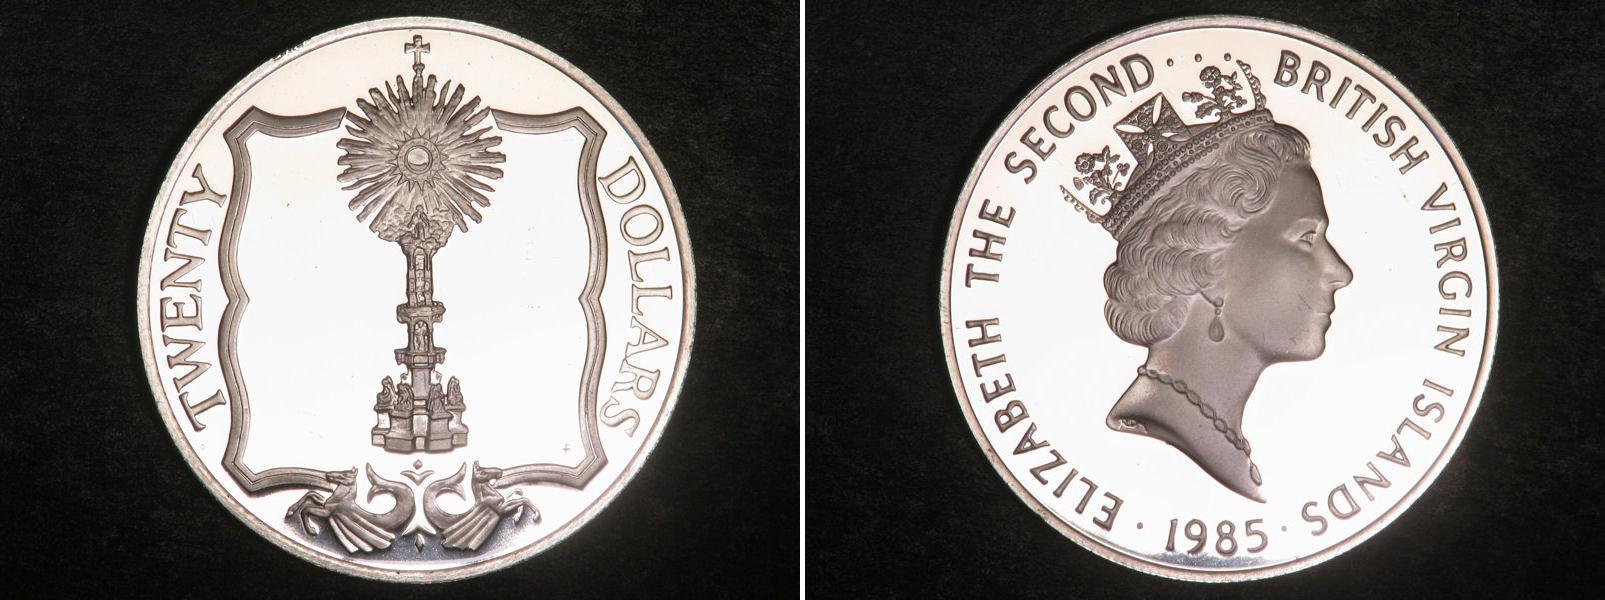 TWENTY DOLLARS
ELIZABETH THE SECOND · BRITISH VIRGIN ISLANDS · 1985 ·